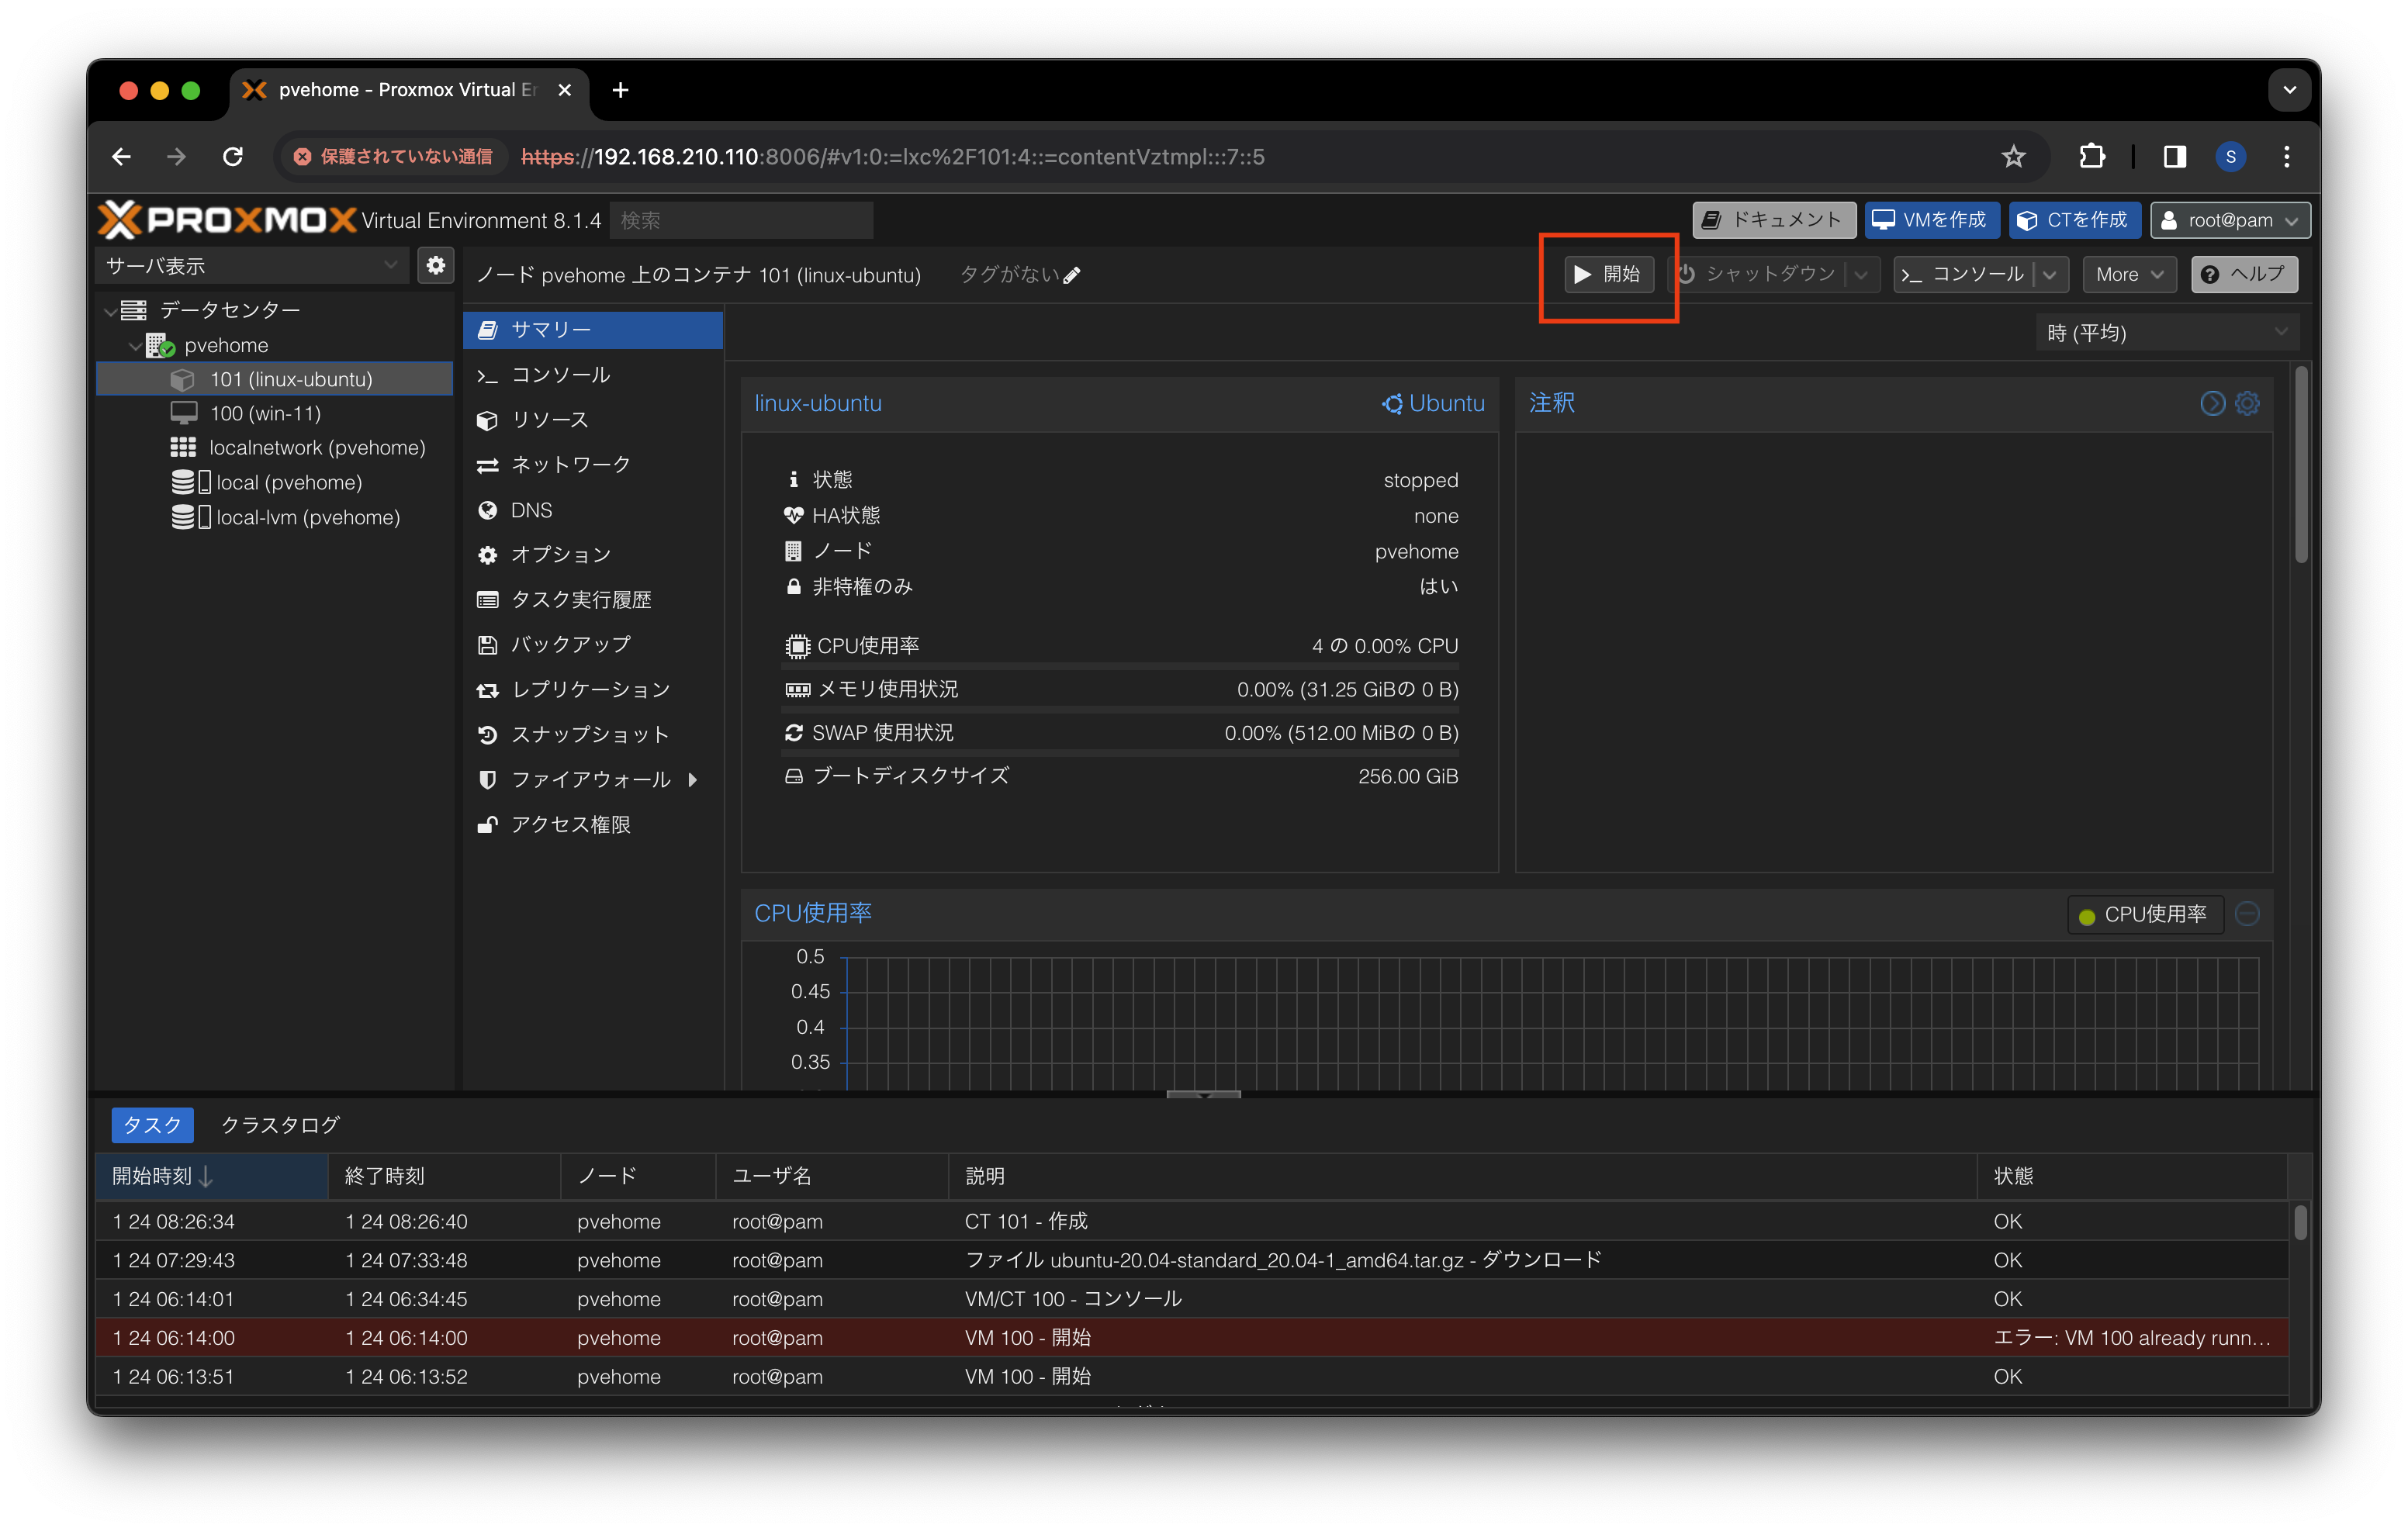 pvehome - Proxmox Virtual En
保護されていない通信 https://192.168.210.110:8006/#v1:0:=lxc%2F101:4::=contentVztmpl:::7::5
S
PROXMOX Virtual Environment 8.1.4 検索
ドキュメント VMを作成 CTを作成 root@pam
サーバ表示
ノード pvehome 上のコンテナ 101 (linux-ubuntu) タグがない
開始 シャットダウン コンソール More ヘルプ
データセンター
pvehome
101 (linux-ubuntu)
100 (win-11)
localnetwork (pvehome)
local (pvehome)
local-lvm (pvehome)
サマリー
コンソール
リソース
ネットワーク
DNS
オプション
タスク実行履歴
バックアップ
レプリケーション
スナップショット
ファイアウォール
アクセス権限
時 (平均)
linux-ubuntu Ubuntu
状態 stopped
HA状態 none
ノード pvehome
非特権のみ はい
CPU使用率 4 の 0.00% CPU
メモリ使用状況 0.00% (31.25 GiBの 0 B)
SWAP 使用状況 0.00% (512.00 MiBの 0 B)
ブートディスクサイズ 256.00 GiB
注釈
CPU使用率
CPU使用率
0.5
0.45
0.4
0.35
タスク クラスタログ
開始時刻 終了時刻 ノード ユーザ名 説明 状態
1 24 08:26:34 1 24 08:26:40 pvehome root@pam CT 101 - 作成 OK
1 24 07:29:43 1 24 07:33:48 pvehome root@pam ファイル ubuntu-20.04-standard_20.04-1_amd64.tar.gz - ダウンロード OK
1 24 06:14:01 1 24 06:34:45 pvehome root@pam VM/CT 100 - コンソール OK
1 24 06:14:00 1 24 06:14:00 pvehome root@pam VM 100 - 開始 エラー: VM 100 already runn...
1 24 06:13:51 1 24 06:13:52 pvehome root@pam VM 100 - 開始 OK